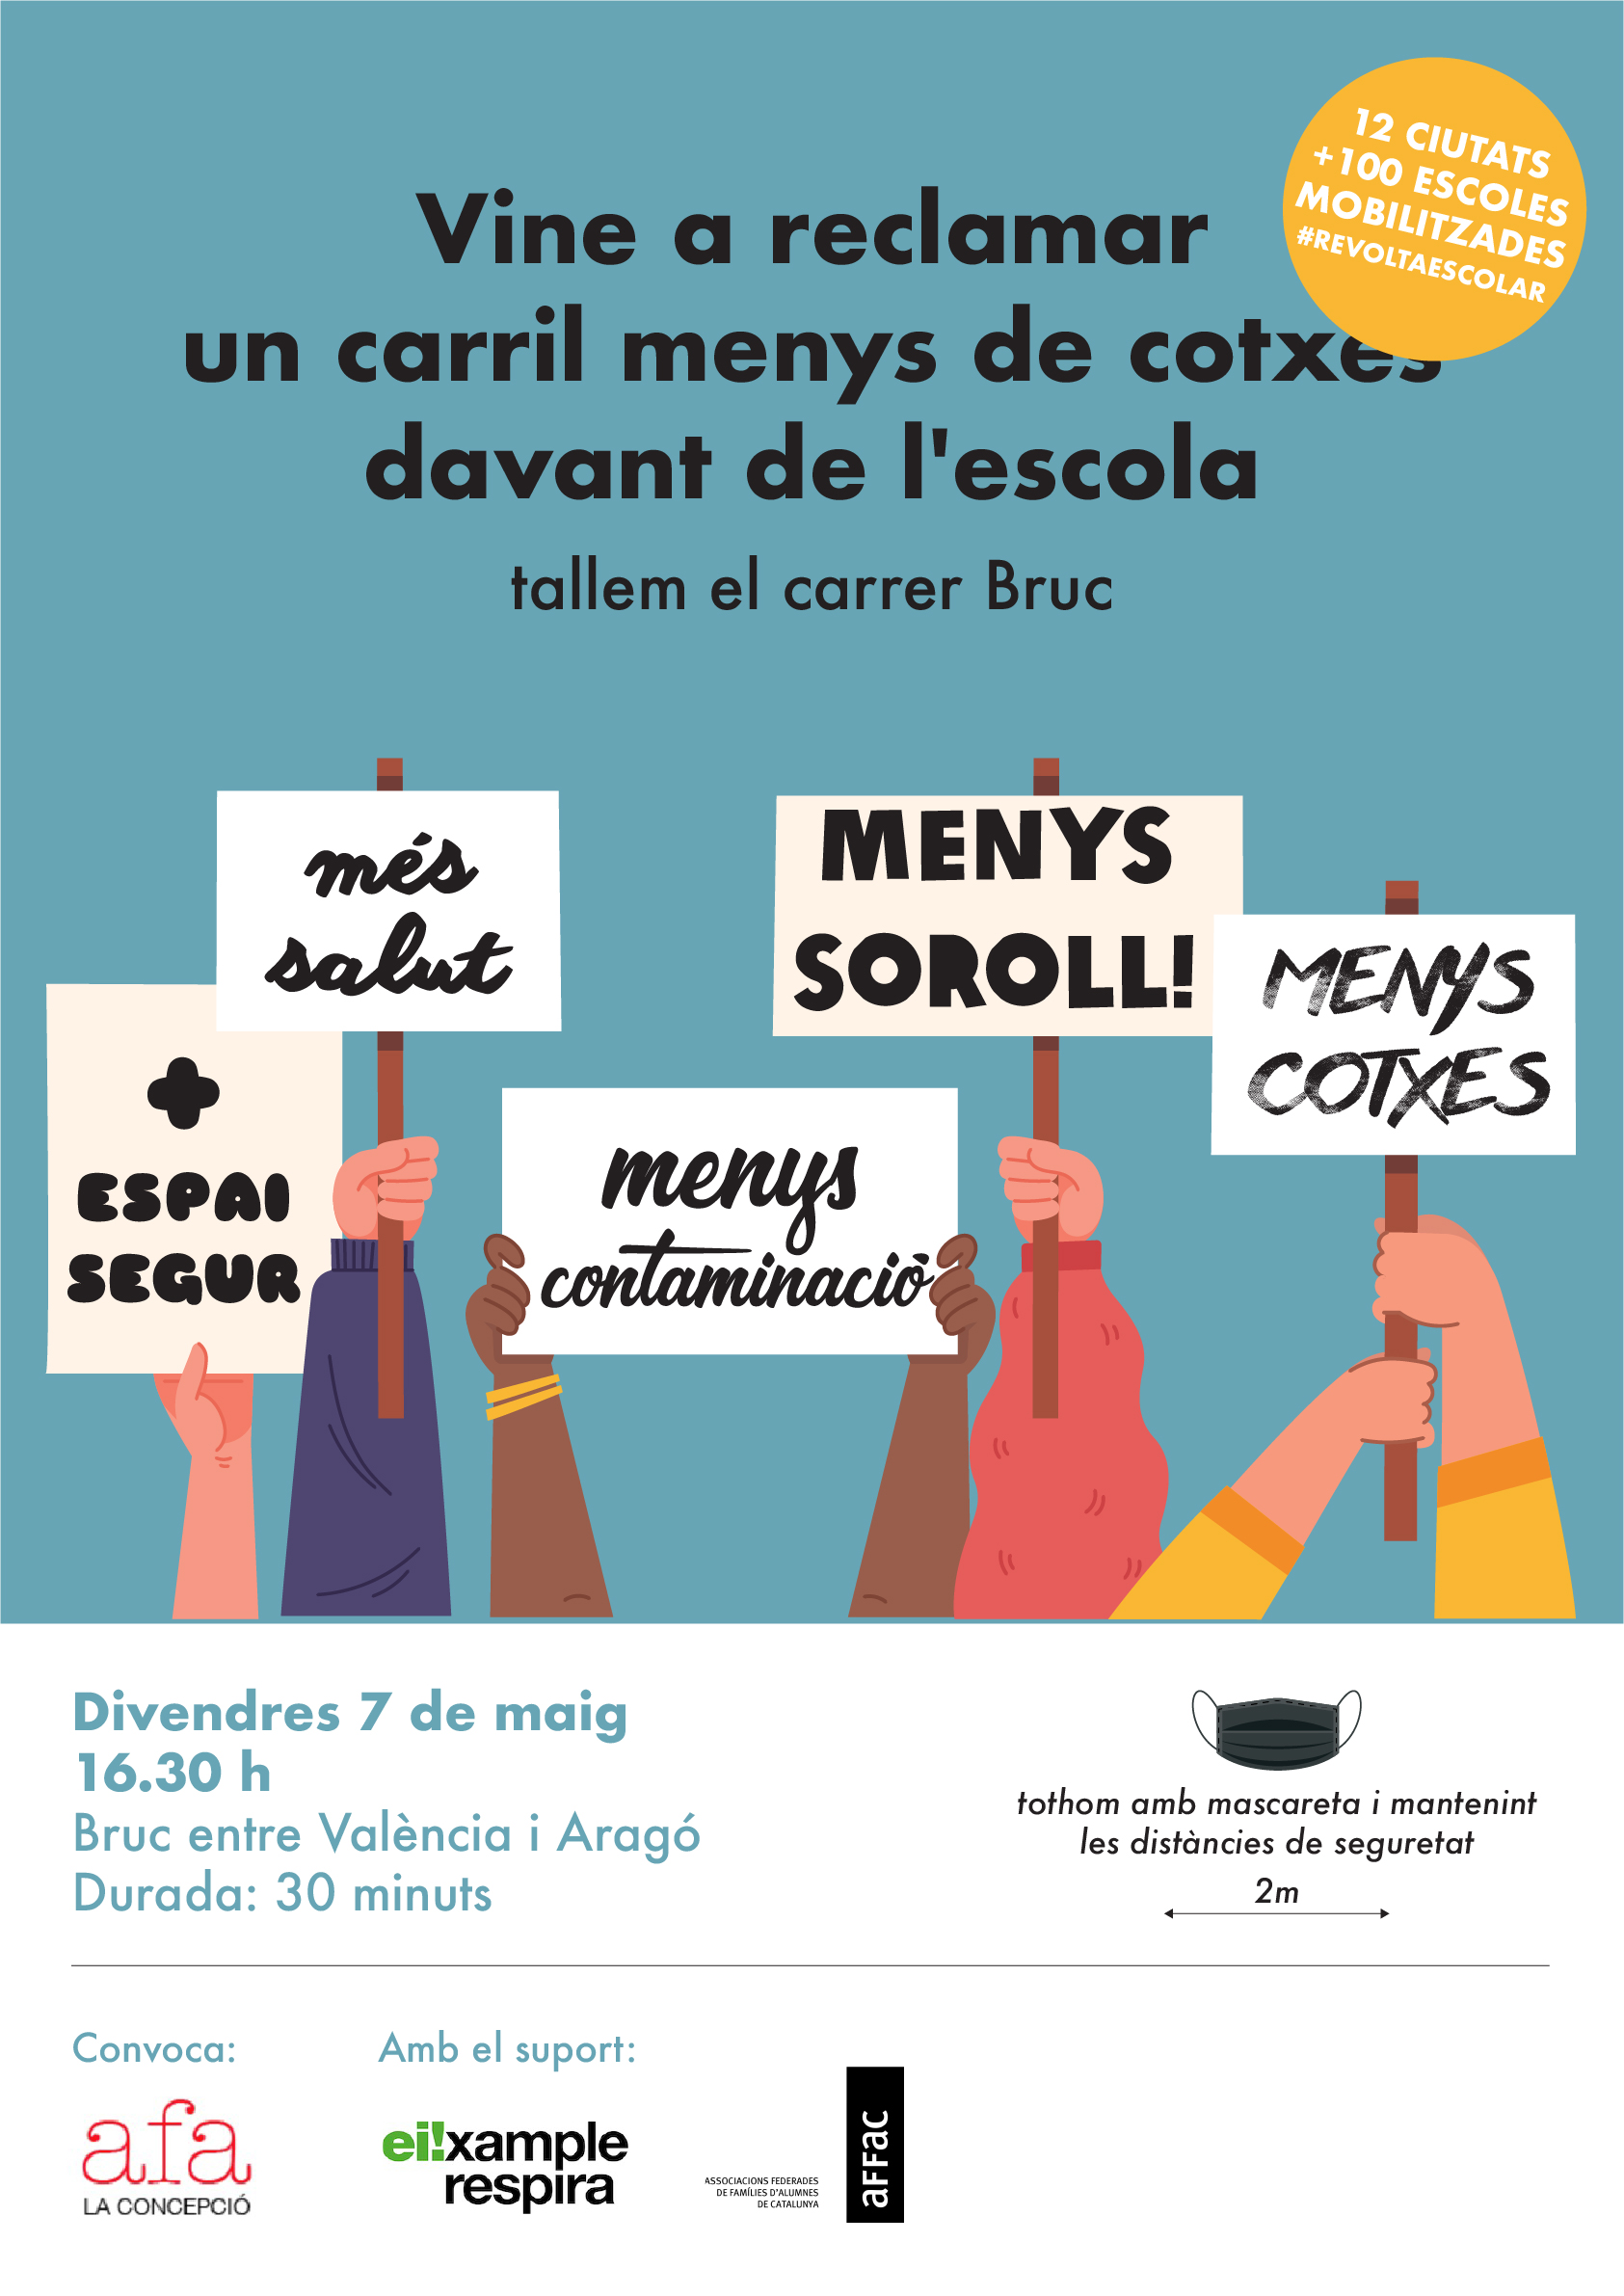 12 CIUTATS
+100 ESCOLES
MOBILITZADES
#REVOLTAESCOLAR
Vine a reclamar
un carril menys de cotxes
davant de l'escola
tallem el carrer Bruc
més
salut
MENYS
SOROLL!
MENYS
COTXES
+
ESPAI
SEGUR
menys
contaminació
Divendres 7 de maig
16.30 h
Bruc entre València i Aragó
Durada: 30 minuts
tothom amb mascareta i mantenint
les distàncies de seguretat
2m
Convoca:
Amb el suport:
afa
LA CONCEPCIÓ
ei!xample
respira
ASSOCIACIONS FEDERADES
DE FAMÍLIES D'ALUMNES
DE CATALUNYA
aFFaC